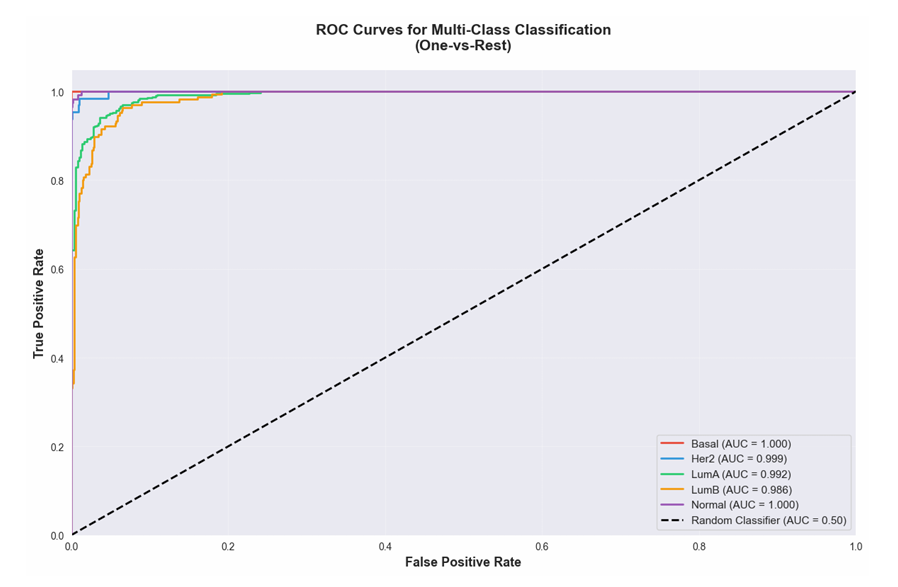 ROC Curves for Multi-Class Classification
(One-vs-Rest)
True Positive Rate
1.0
0.8
0.6
0.4
0.2
0.0
0.0 0.2 0.4 0.6 0.8 1.0
False Positive Rate
Basal (AUC = 1.000)
Her2 (AUC = 0.999)
LumA (AUC = 0.992)
LumB (AUC = 0.986)
Normal (AUC = 1.000)
Random Classifier (AUC = 0.50)